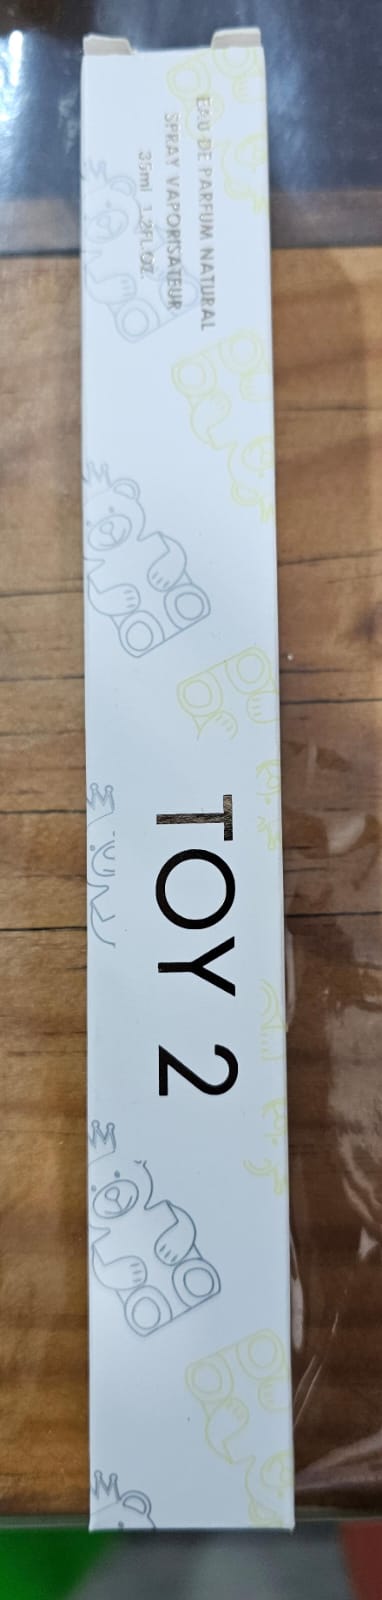 EAU DE PARFUM NATURAL
SPRAY VAPORISATEUR
35ml 1.2FL.OZ.
TOY 2